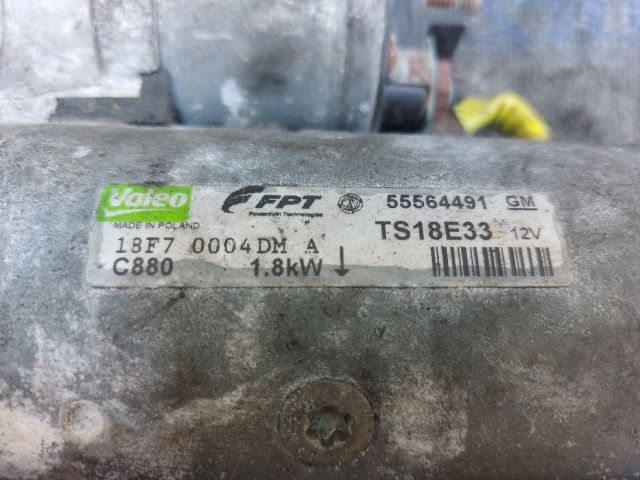 Valeo FPT 55564491 GM
MADE IN POLAND Powertrain Technologies
TS18E33 12V
18F7 0004DM A
C880 1.8kW